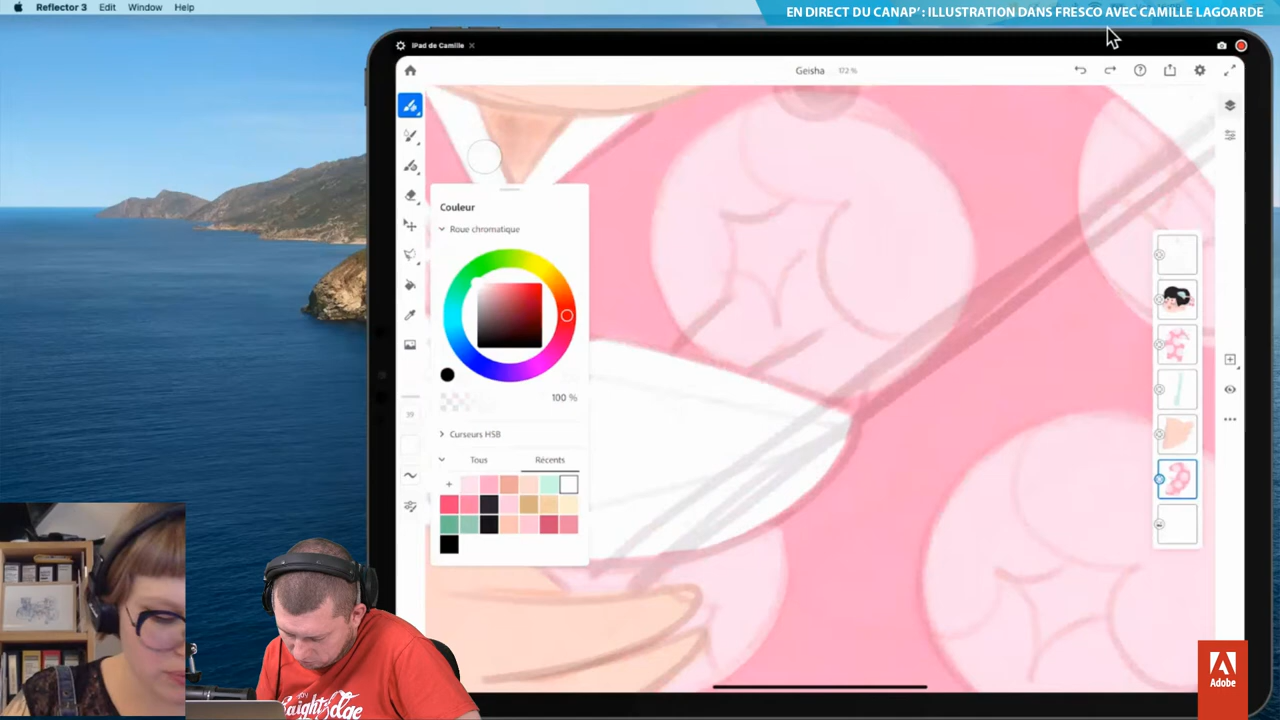 Reflector 3 Edit Window Help
EN DIRECT DU CANAP' : ILLUSTRATION DANS FRESCO AVEC CAMILLE LAGOARDE
iPad de Camille
Geisha 172 %
Couleur
Roue chromatique
100 %
39
Curseurs HSB
Tous Récents
Adobe